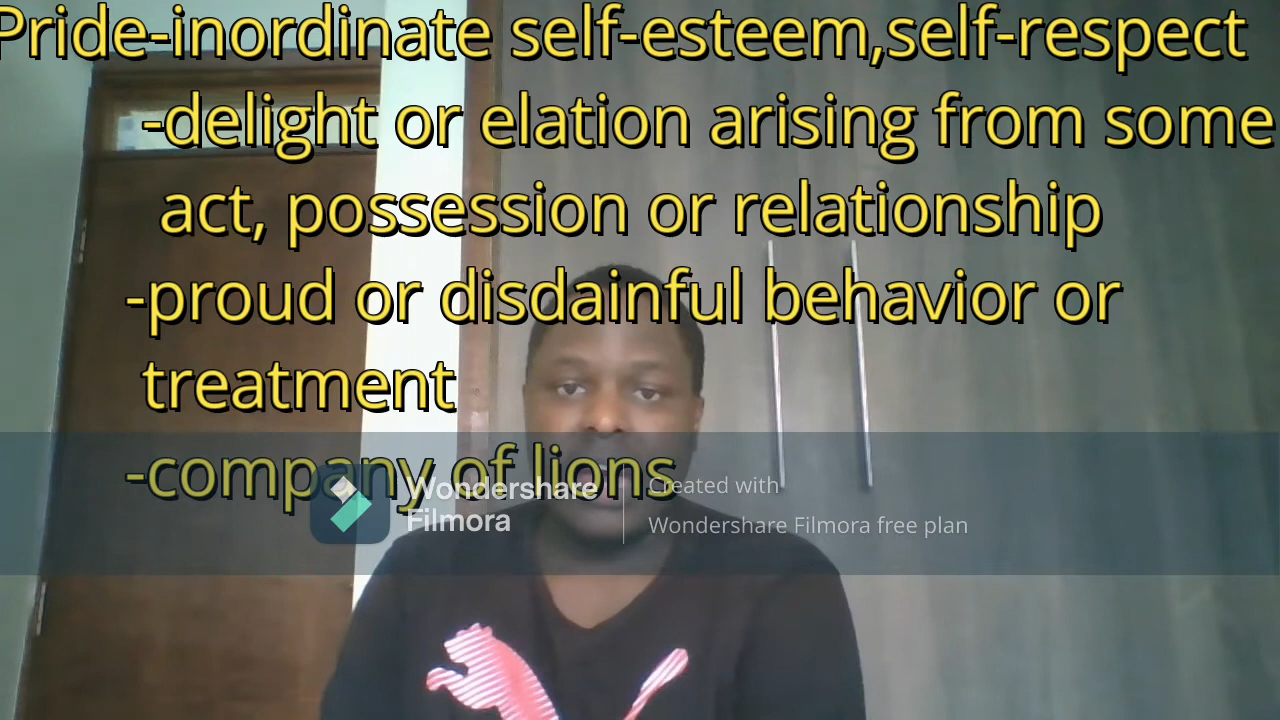 Pride-inordinate self-esteem,self-respect
-delight or elation arising from some
act, possession or relationship
-proud or disdainful behavior or
treatment
-company of lions
Wondershare
Filmora
Created with
Wondershare Filmora free plan